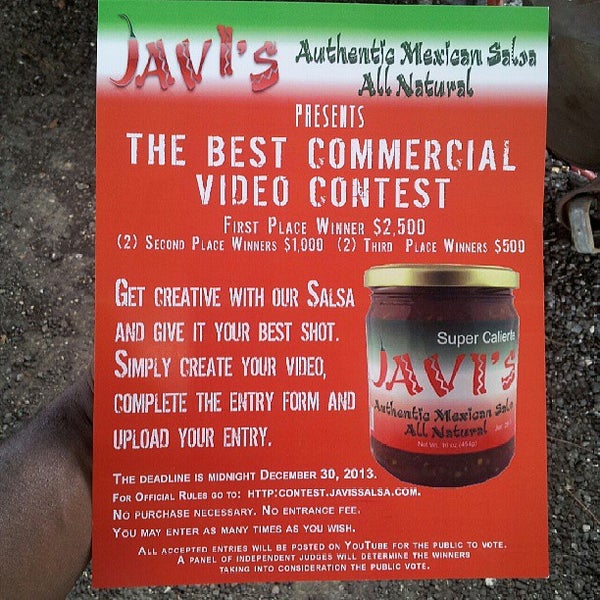 JAVI'S Authentic Mexican Salsa
All Natural
PRESENTS
THE BEST COMMERCIAL
VIDEO CONTEST
FIRST PLACE WINNER $2,500
(2) SECOND PLACE WINNERS $1,000 (2) THIRD PLACE WINNERS $500
GET CREATIVE WITH OUR SALSA
AND GIVE IT YOUR BEST SHOT.
SIMPLY CREATE YOUR VIDEO,
COMPLETE THE ENTRY FORM AND
UPLOAD YOUR ENTRY.
Super Caliente
JAVI'S
Authentic Mexican Salsa
All Natural
Net Wt. 16 oz (454g)
THE DEADLINE IS MIDNIGHT DECEMBER 30, 2013.
FOR OFFICIAL RULES GO TO: HTTP:CONTEST.JAVISSALSA.COM.
NO PURCHASE NECESSARY. NO ENTRANCE FEE.
YOU MAY ENTER AS MANY TIMES AS YOU WISH.
ALL ACCEPTED ENTRIES WILL BE POSTED ON YOUTUBE FOR THE PUBLIC TO VOTE.
A PANEL OF INDEPENDENT JUDGES WILL DETERMINE THE WINNERS
TAKING INTO CONSIDERATION THE PUBLIC VOTE.